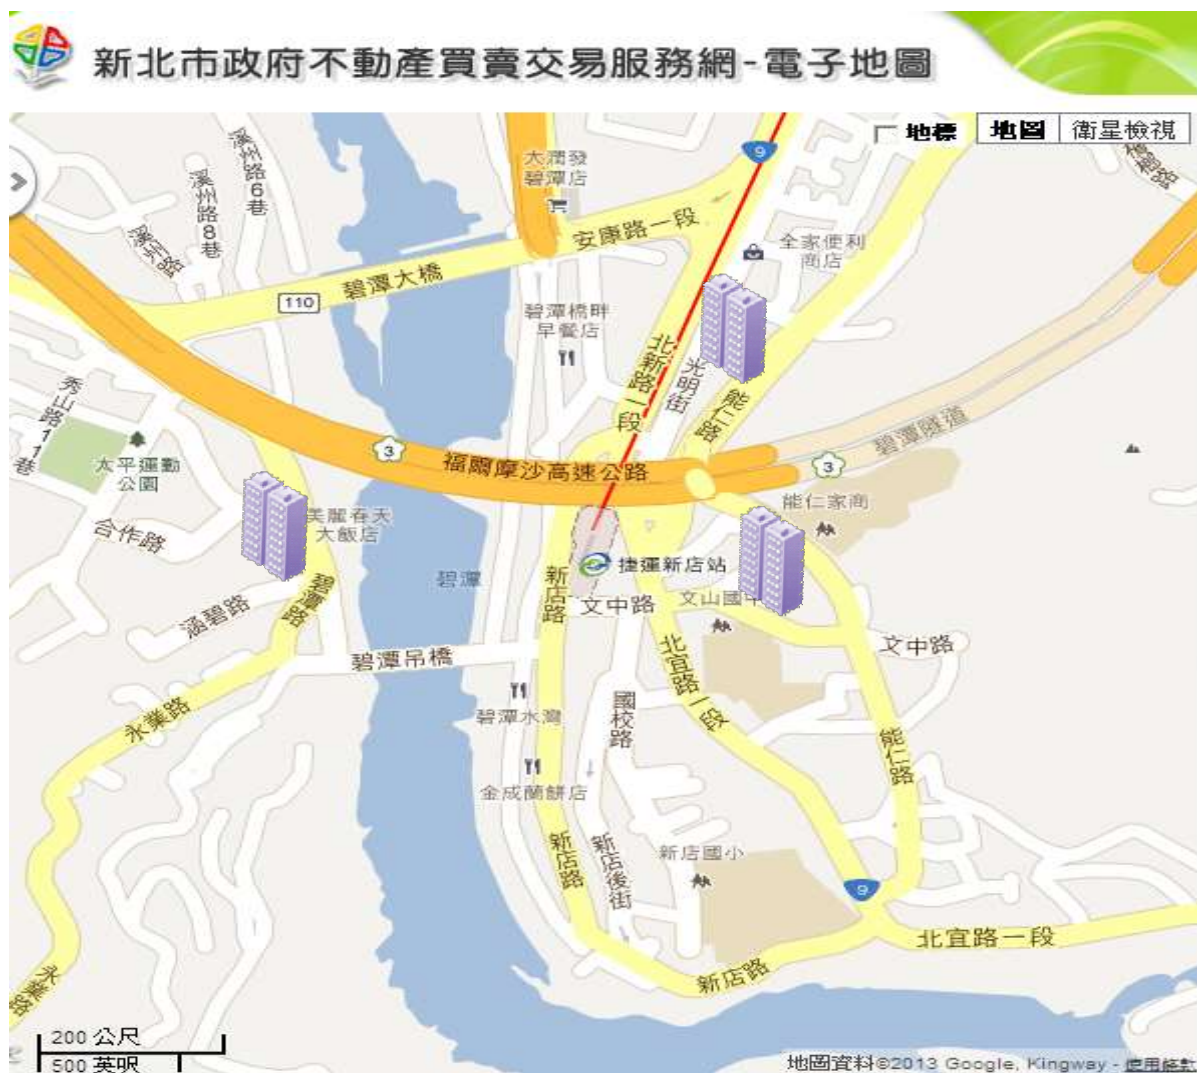 新北市政府不動產買賣交易服務網-電子地圖
地標
地圖
衛星檢視
溪州路6巷
溪州路8巷
溪州路
大潤發
碧潭店
9
安康路一段
全家便利
商店
碧潭大橋
110
碧潭橋畔
早餐店
北新路一段
光明街
能仁路
碧潭隧道
秀山路11巷
太平運動
公園
3
福爾摩沙高速公路
3
能仁家商
合作路
美麗春天
大飯店
碧潭
捷運新店站
新店路
文中路
文山國中
涵碧路
碧潭路
碧潭吊橋
文中路
北宜路一段
永業路
碧潭水灣
國校路
能仁路
金成蘭餅店
新店路
新店後街
新店國小
9
北宜路一段
新店路
永業路
200 公尺
500 英呎
地圖資料©2013 Google, Kingway - 使用條款